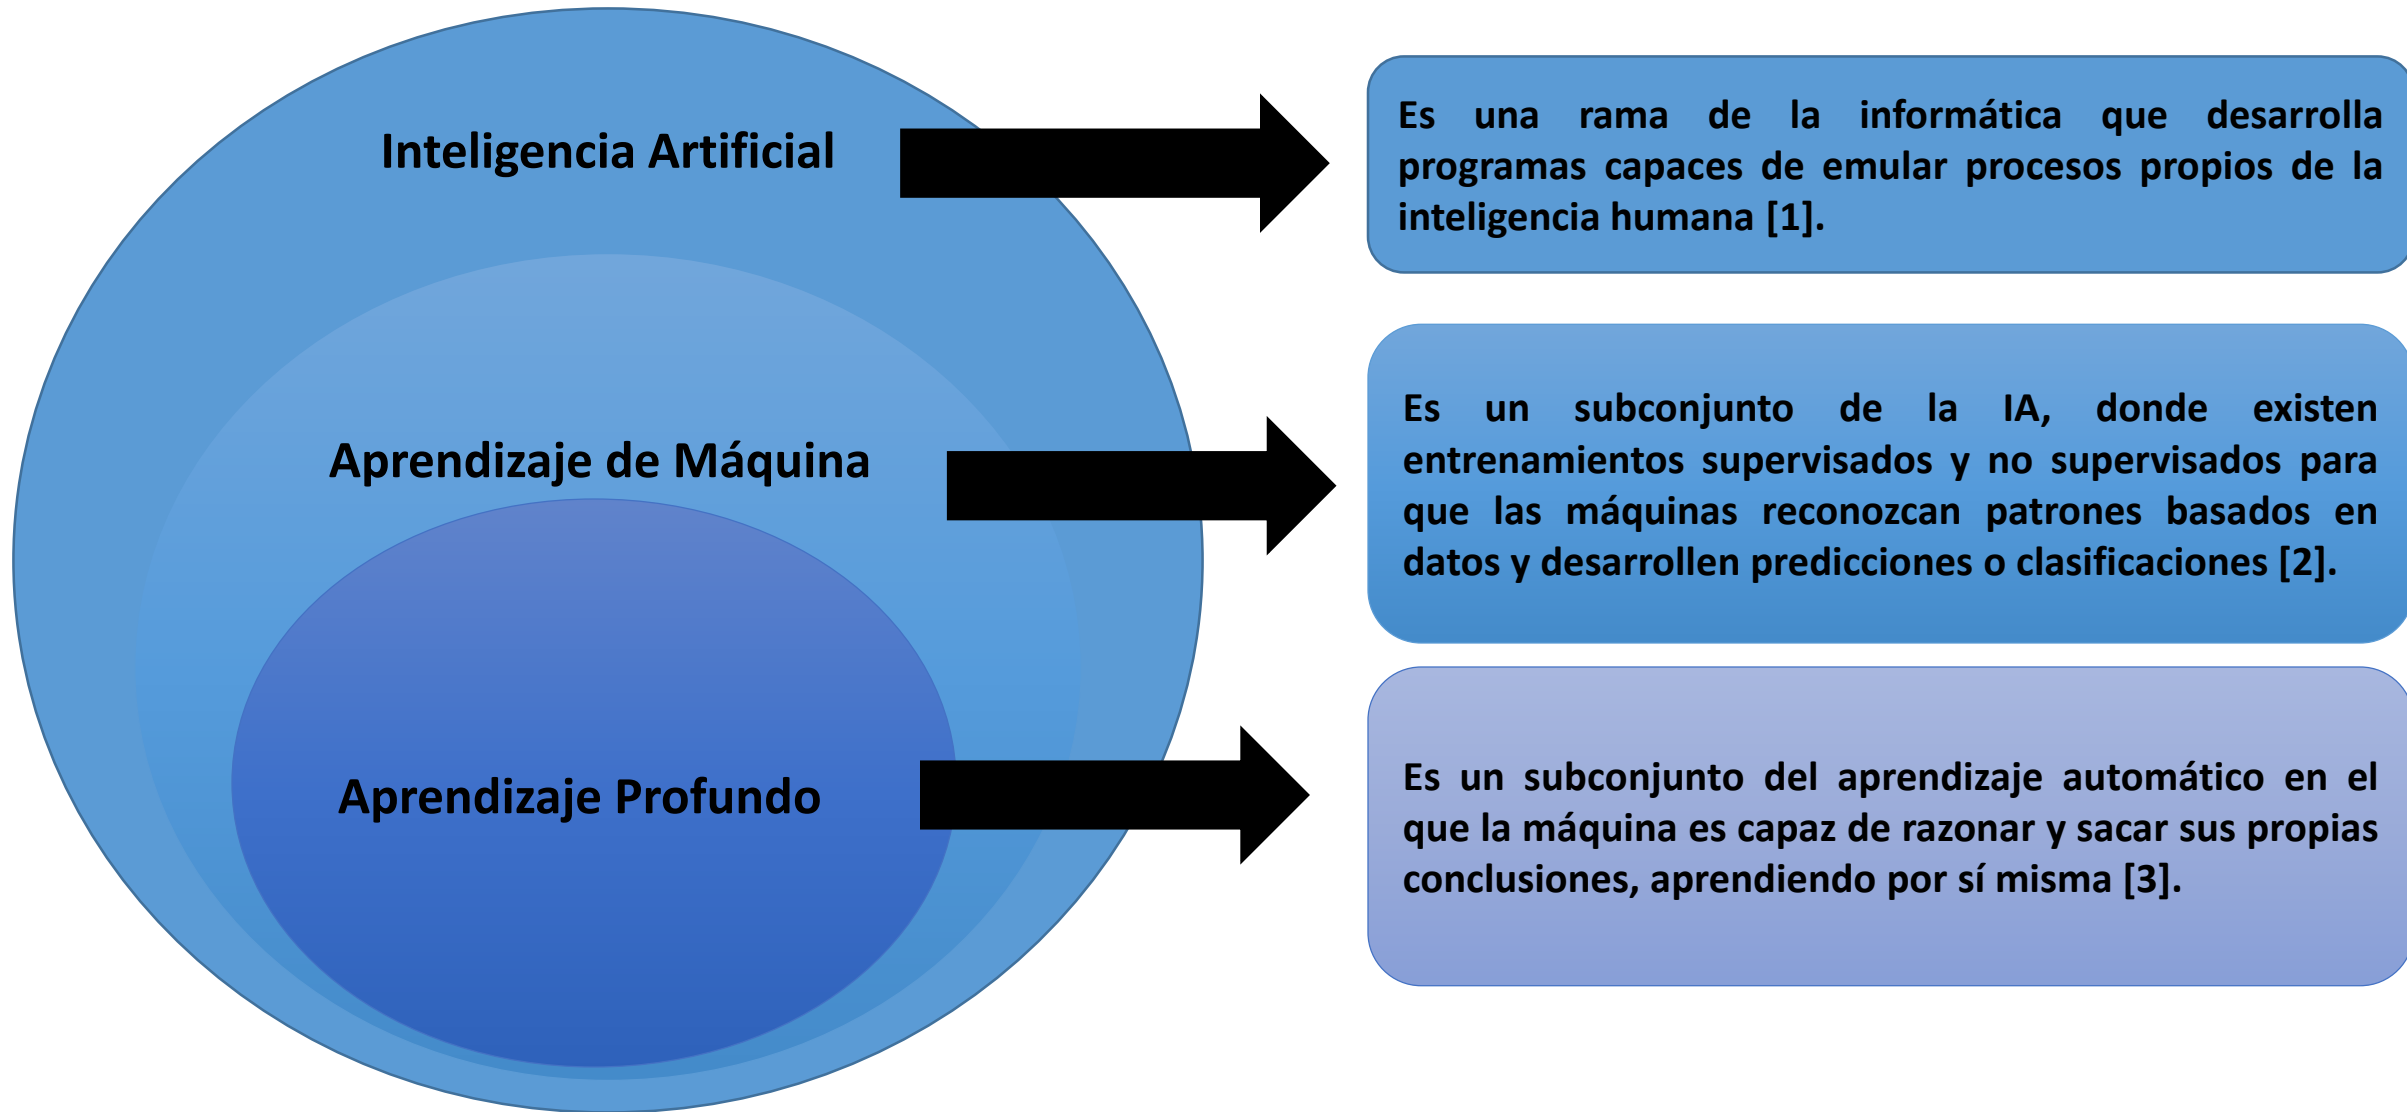 Inteligencia Artificial
Es una rama de la informática que desarrolla
programas capaces de emular procesos propios de la
inteligencia humana [1].
Aprendizaje de Máquina
Es un subconjunto de la IA, donde existen
entrenamientos supervisados y no supervisados para
que las máquinas reconozcan patrones basados en
datos y desarrollen predicciones o clasificaciones [2].
Aprendizaje Profundo
Es un subconjunto del aprendizaje automático en el
que la máquina es capaz de razonar y sacar sus propias
conclusiones, aprendiendo por sí misma [3].